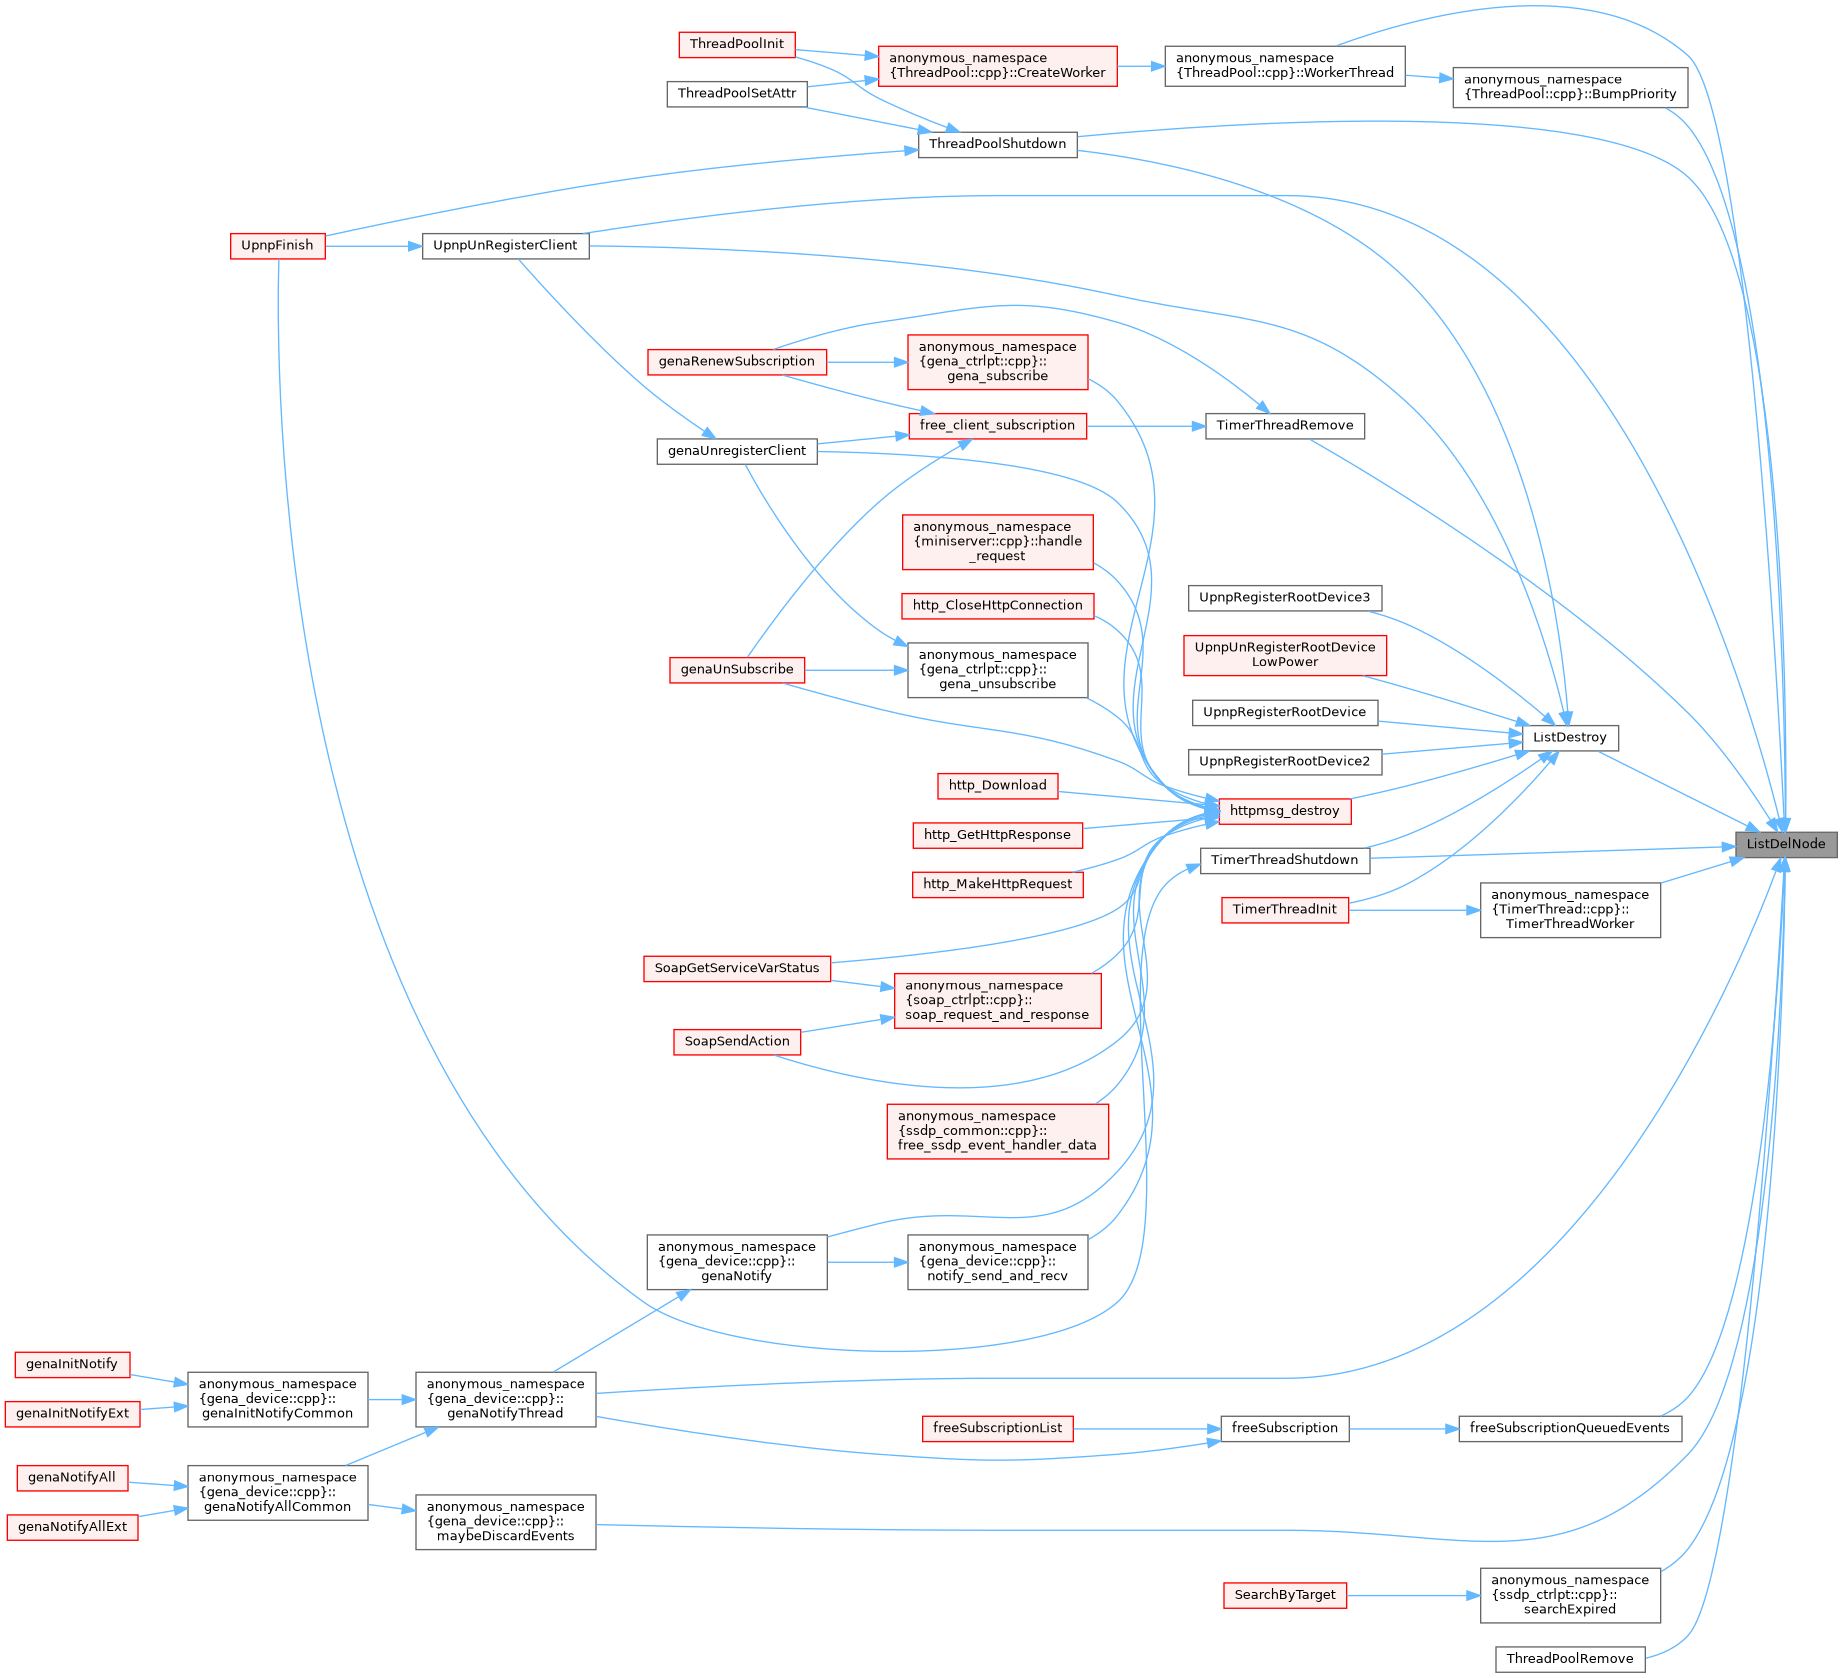 ThreadPoolInit
anonymous_namespace
{ThreadPool::cpp}::CreateWorker
anonymous_namespace
{ThreadPool::cpp}::WorkerThread
anonymous_namespace
{ThreadPool::cpp}::BumpPriority
ThreadPoolSetAttr
ThreadPoolShutdown
UpnpFinish
UpnpUnRegisterClient
genaRenewSubscription
anonymous_namespace
{gena_ctrlpt::cpp}::
gena_subscribe
free_client_subscription
TimerThreadRemove
genaUnregisterClient
anonymous_namespace
{miniserver::cpp}::handle
_request
http_CloseHttpConnection
UpnpRegisterRootDevice3
genaUnSubscribe
anonymous_namespace
{gena_ctrlpt::cpp}::
gena_unsubscribe
UpnpUnRegisterRootDevice
LowPower
UpnpRegisterRootDevice
ListDestroy
UpnpRegisterRootDevice2
http_Download
httpmsg_destroy
http_GetHttpResponse
ListDelNode
TimerThreadShutdown
http_MakeHttpRequest
TimerThreadInit
anonymous_namespace
{TimerThread::cpp}::
TimerThreadWorker
SoapGetServiceVarStatus
anonymous_namespace
{soap_ctrlpt::cpp}::
soap_request_and_response
SoapSendAction
anonymous_namespace
{ssdp_common::cpp}::
free_ssdp_event_handler_data
anonymous_namespace
{gena_device::cpp}::
genaNotify
anonymous_namespace
{gena_device::cpp}::
notify_send_and_recv
genaInitNotify
genaInitNotifyExt
anonymous_namespace
{gena_device::cpp}::
genaInitNotifyCommon
anonymous_namespace
{gena_device::cpp}::
genaNotifyThread
freeSubscriptionList
freeSubscription
freeSubscriptionQueuedEvents
genaNotifyAll
genaNotifyAllExt
anonymous_namespace
{gena_device::cpp}::
genaNotifyAllCommon
anonymous_namespace
{gena_device::cpp}::
maybeDiscardEvents
SearchByTarget
anonymous_namespace
{ssdp_ctrlpt::cpp}::
searchExpired
ThreadPoolRemove